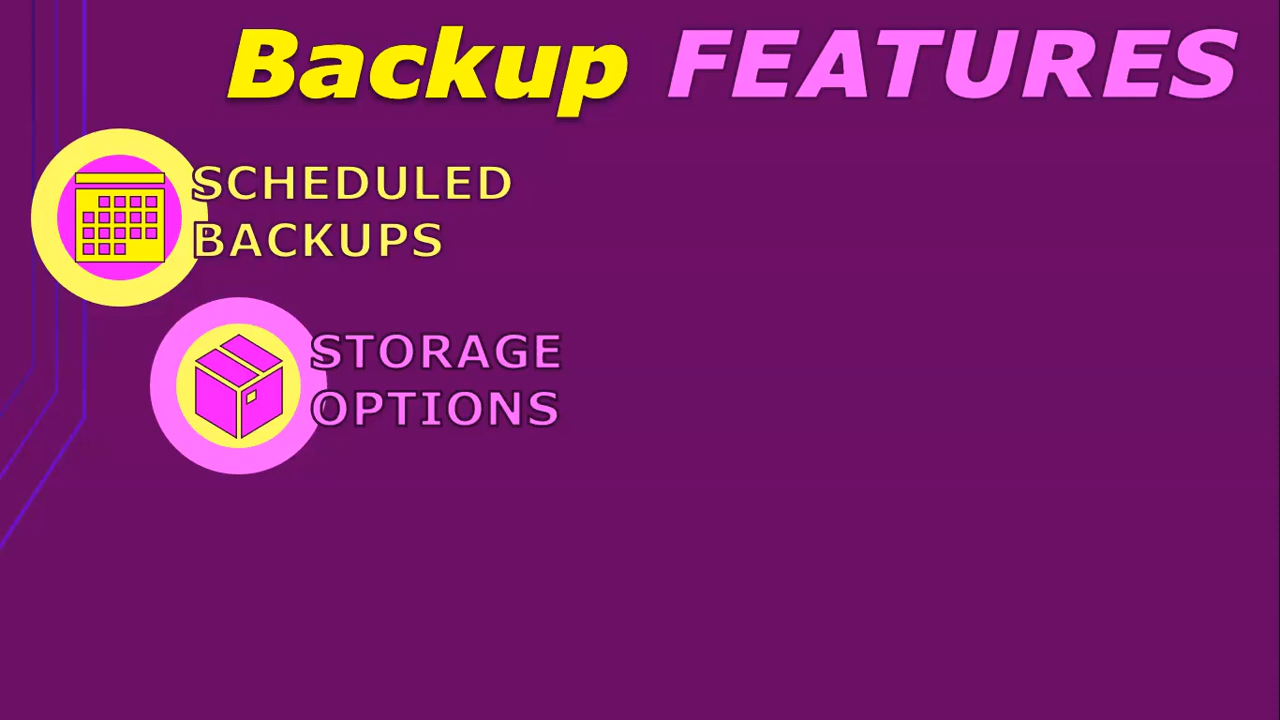 Backup FEATURES
SCHEDULED
BACKUPS
STORAGE
OPTIONS